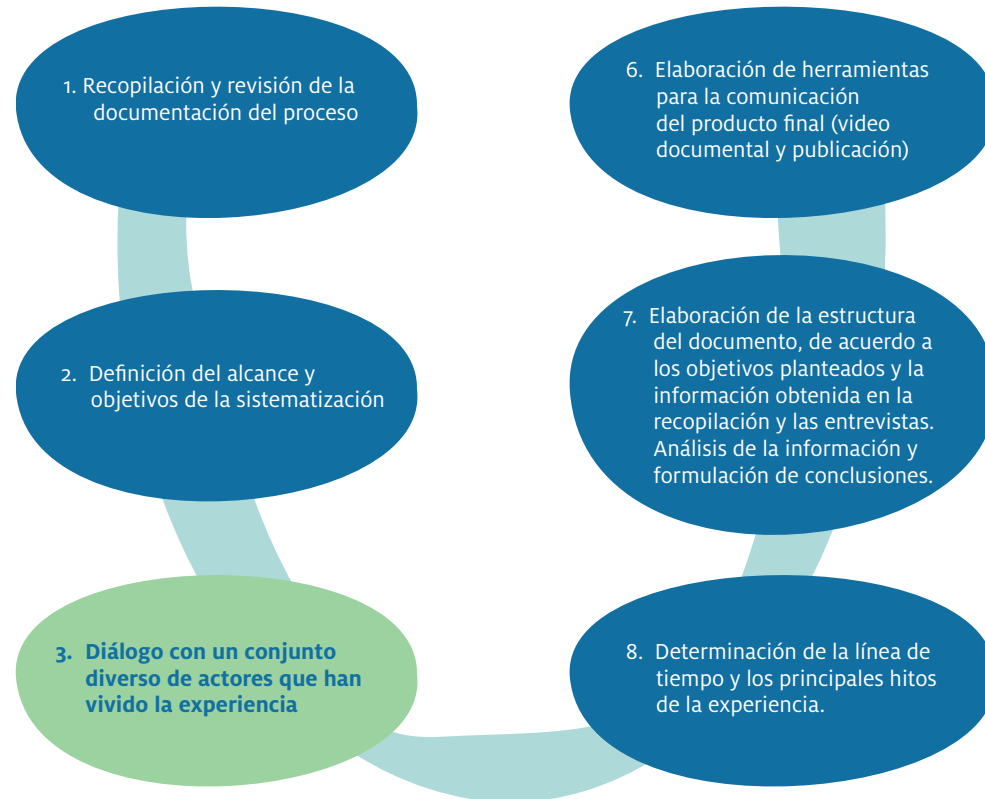 1. Recopilación y revisión de la
documentación del proceso
2. Definición del alcance y
objetivos de la sistematización
3. Diálogo con un conjunto
diverso de actores que han
vivido la experiencia
6. Elaboración de herramientas
para la comunicación
del producto final (video
documental y publicación)
7. Elaboración de la estructura
del documento, de acuerdo a
los objetivos planteados y la
información obtenida en la
recopilación y las entrevistas.
Análisis de la información y
formulación de conclusiones.
8. Determinación de la línea de
tiempo y los principales hitos
de la experiencia.